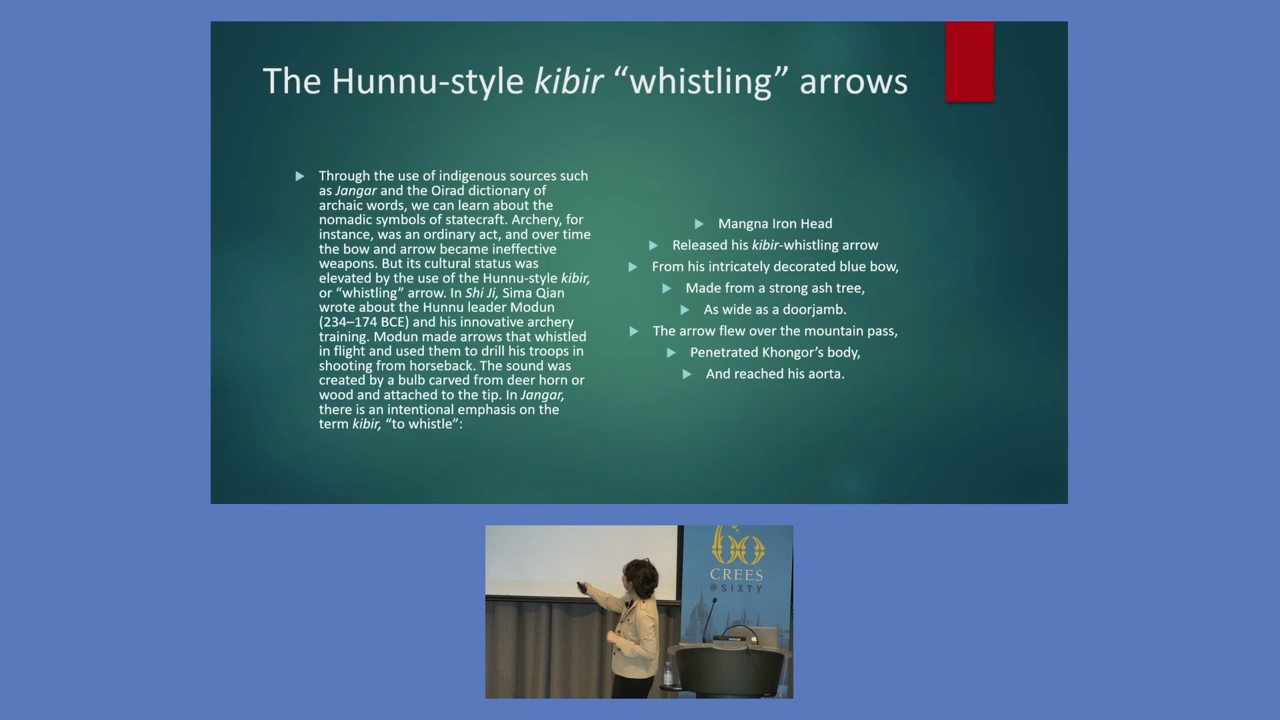 The Hunnu-style kibir “whistling” arrows
Through the use of indigenous sources such
as Jangar and the Oirad dictionary of
archaic words, we can learn about the
nomadic symbols of statecraft. Archery, for
instance, was an ordinary act, and over time
the bow and arrow became ineffective
weapons. But its cultural status was
elevated by the use of the Hunnu-style kibir,
or “whistling” arrow. In Shi Ji, Sima Qian
wrote about the Hunnu leader Modun
(234–174 BCE) and his innovative archery
training. Modun made arrows that whistled
in flight and used them to drill his troops in
shooting from horseback. The sound was
created by a bulb carved from deer horn or
wood and attached to the tip. In Jangar,
there is an intentional emphasis on the
term kibir, “to whistle”:
Mangna Iron Head
Released his kibir-whistling arrow
From his intricately decorated blue bow,
Made from a strong ash tree,
As wide as a doorjamb.
The arrow flew over the mountain pass,
Penetrated Khongor’s body,
And reached his aorta.
60
CREES
@SIXTY